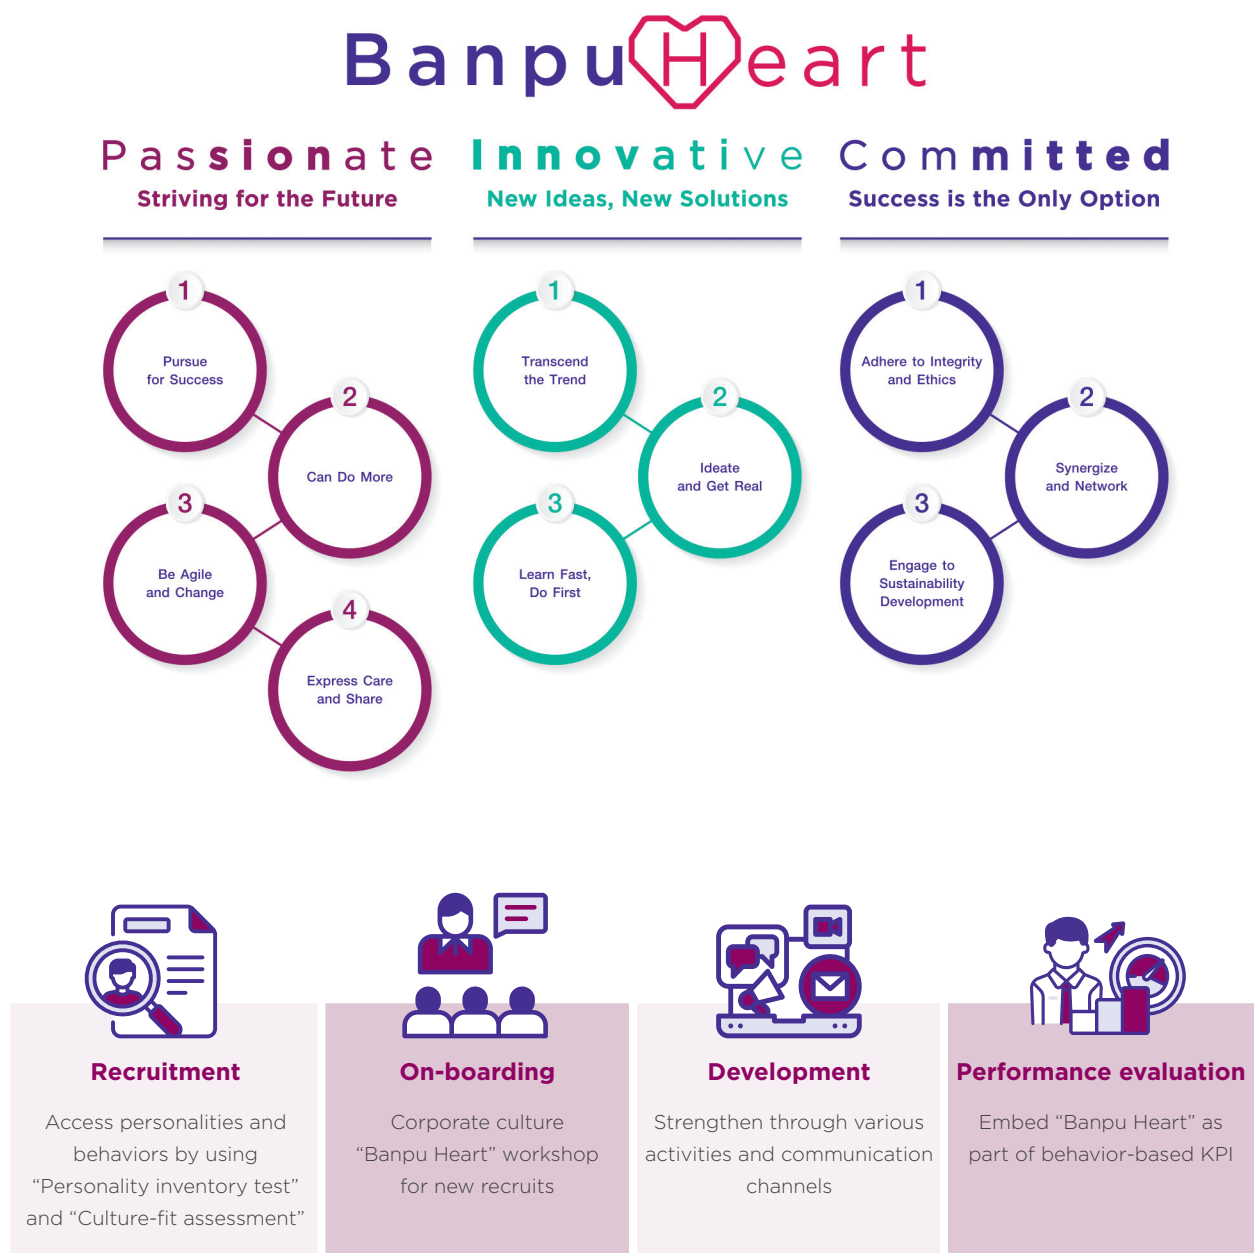 Banpu Heart
Passionate
Striving for the Future
1
Pursue
for Success
2
Can Do More
3
Be Agile
and Change
4
Express Care
and Share
Innovative
New Ideas, New Solutions
1
Transcend
the Trend
2
Ideate
and Get Real
3
Learn Fast,
Do First
Committed
Success is the Only Option
1
Adhere to Integrity
and Ethics
2
Synergize
and Network
3
Engage to
Sustainability
Development
Recruitment
Access personalities and
behaviors by using
“Personality inventory test”
and “Culture-fit assessment”
On-boarding
Corporate culture
“Banpu Heart” workshop
for new recruits
Development
Strengthen through various
activities and communication
channels
Performance evaluation
Embed “Banpu Heart” as
part of behavior-based KPI